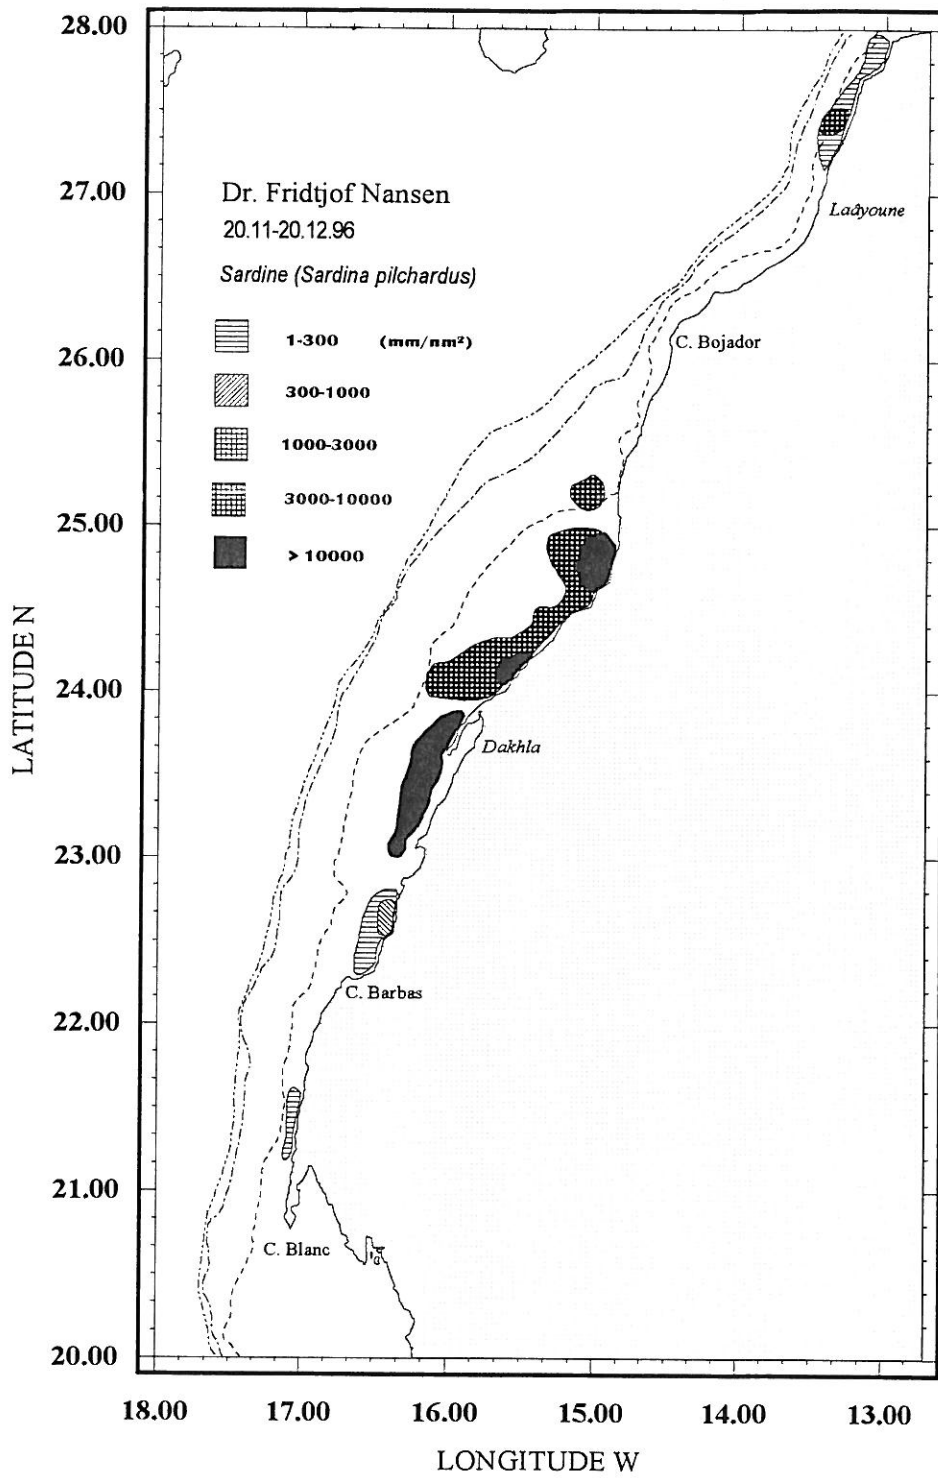 28.00
27.00
26.00
25.00
24.00
23.00
22.00
21.00
20.00
LATITUDE N
Dr. Fridtjof Nansen
20.11-20.12.96
Sardine (Sardina pilchardus)
1-300 (mm/nm²)
300-1000
1000-3000
3000-10000
> 10000
Laâyoune
C. Bojador
Dakhla
C. Barbas
C. Blanc
18.00 17.00 16.00 15.00 14.00 13.00
LONGITUDE W